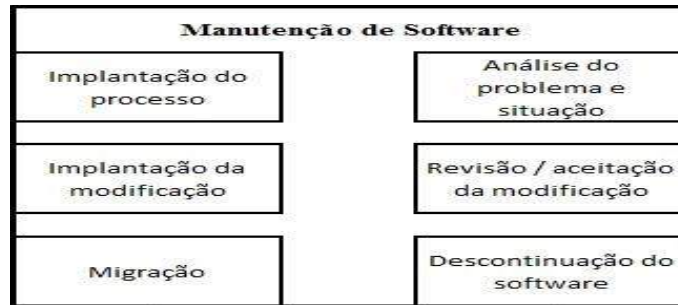 Manutenção de Software
Implantação do
processo
Análise do
problema e
situação
Implantação da
modificação
Revisão / aceitação
da modificação
Migração
Descontinuação do
software